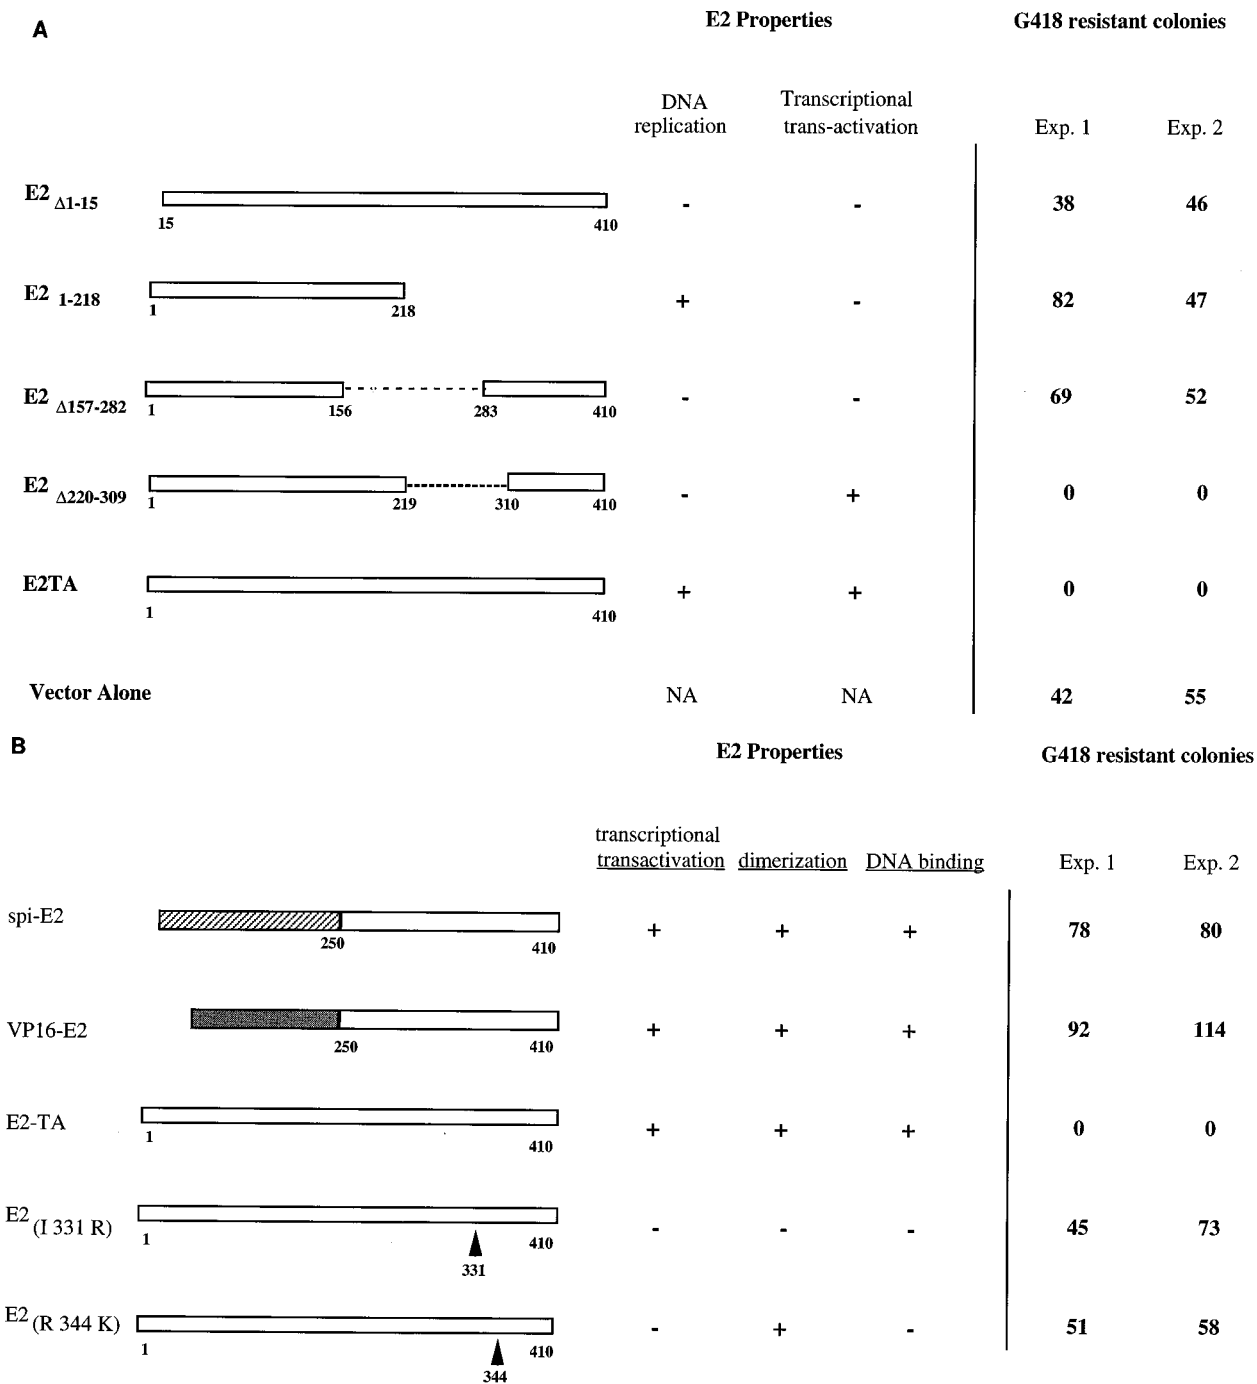 A
E2 Properties G418 resistant colonies
DNA replication Transcriptional trans-activation Exp. 1 Exp. 2
E2 Δ1-15 - - 38 46
15 410
E2 1-218 + - 82 47
1 218
E2 Δ157-282 - - 69 52
1 156 283 410
E2 Δ220-309 - + 0 0
1 219 310 410
E2TA + + 0 0
1 410
Vector Alone NA NA 42 55
B
E2 Properties G418 resistant colonies
transcriptional transactivation dimerization DNA binding Exp. 1 Exp. 2
spi-E2 + + + 78 80
250 410
VP16-E2 + + + 92 114
250 410
E2-TA + + + 0 0
1 410
E2 (I 331 R) - - - 45 73
1 410
331
E2 (R 344 K) - + - 51 58
1 410
344